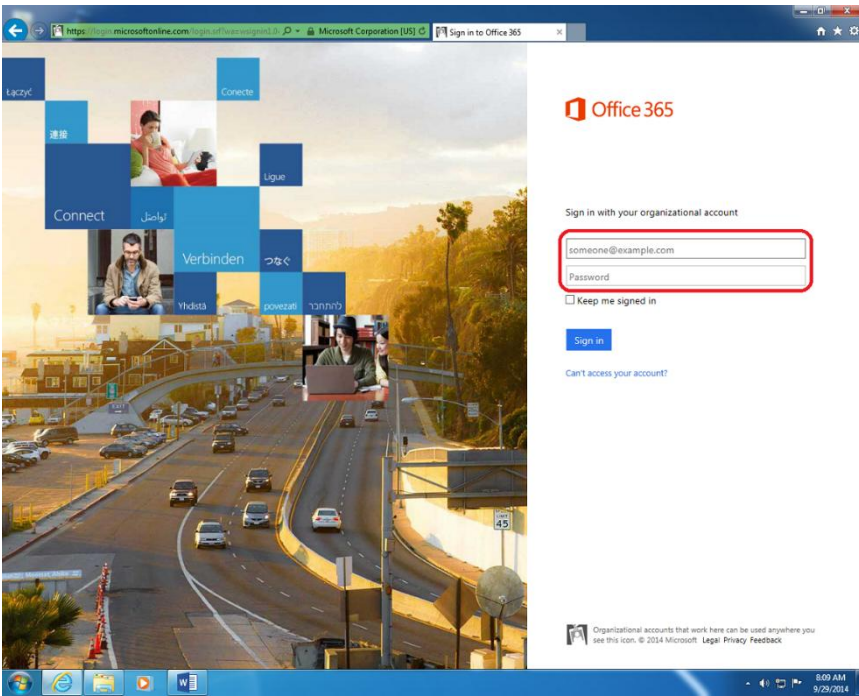 https://login.microsoftonline.com/login.srf?wa=wsignin1.0
Microsoft Corporation [US]
Sign in to Office 365
Łączyć
Conecte
連接
Ligue
Connect
تواصَل
Verbinden
つなぐ
Yhdistä
povezati
להתחבר
Office 365
Sign in with your organizational account
someone@example.com
Password
Keep me signed in
Sign in
Can't access your account?
LIMIT
45
Organizational accounts that work here can be used anywhere you
see this icon. © 2014 Microsoft Legal Privacy Feedback
8:09 AM
9/29/2014